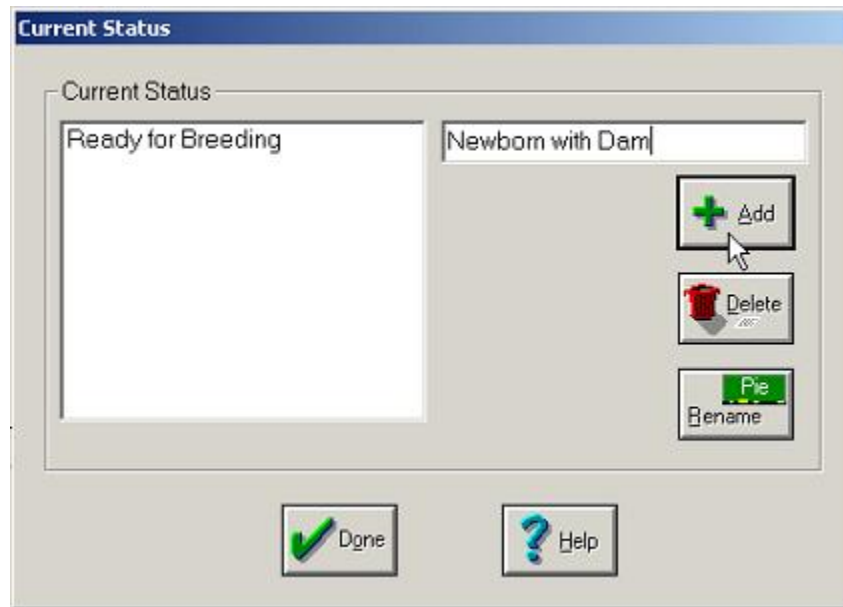 Current Status
Current Status
Ready for Breeding
Newborn with Dam
Add
Delete
Pie
Rename
Done
Help